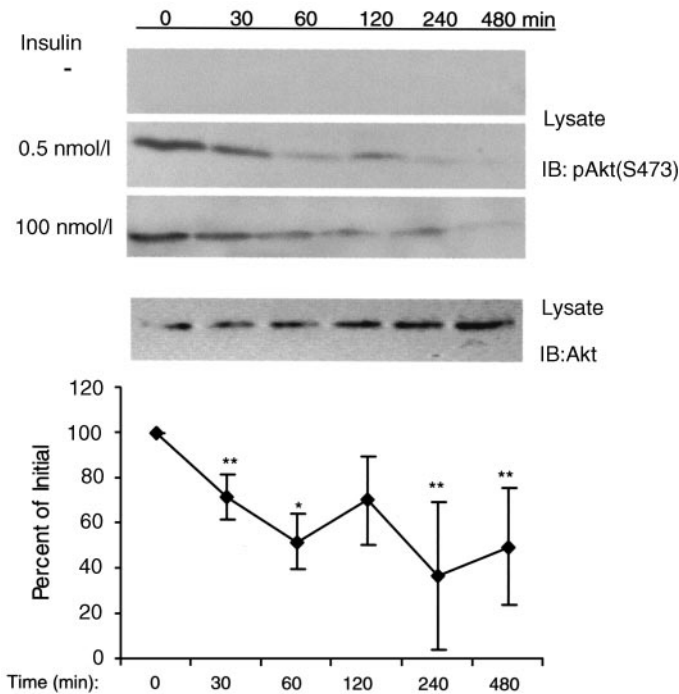 0 30 60 120 240 480 min
Insulin
-
Lysate
0.5 nmol/l
IB: pAkt(S473)
100 nmol/l
Lysate
IB:Akt
120
100
80
60
40
20
0
Percent of Initial
**
*
**
**
Time (min): 0 30 60 120 240 480